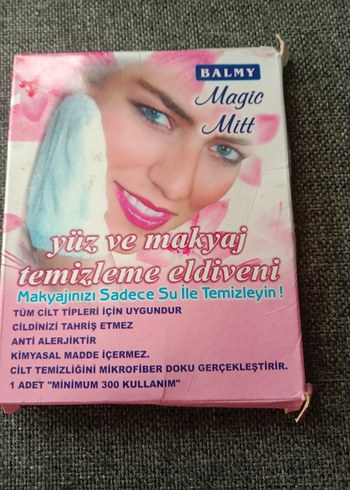 BALMY
Magic
Mitt
yüz ve makyaj
temizleme eldiveni
Makyajınızı Sadece Su İle Temizleyin !
TÜM CİLT TİPLERİ İÇİN UYGUNDUR
CİLDİNİZİ TAHRİŞ ETMEZ
ANTİ ALERJİKTİR
KİMYASAL MADDE İÇERMEZ.
CİLT TEMİZLİĞİNİ MİKROFİBER DOKU GERÇEKLEŞTİRİR.
1 ADET "MİNİMUM 300 KULLANIM"